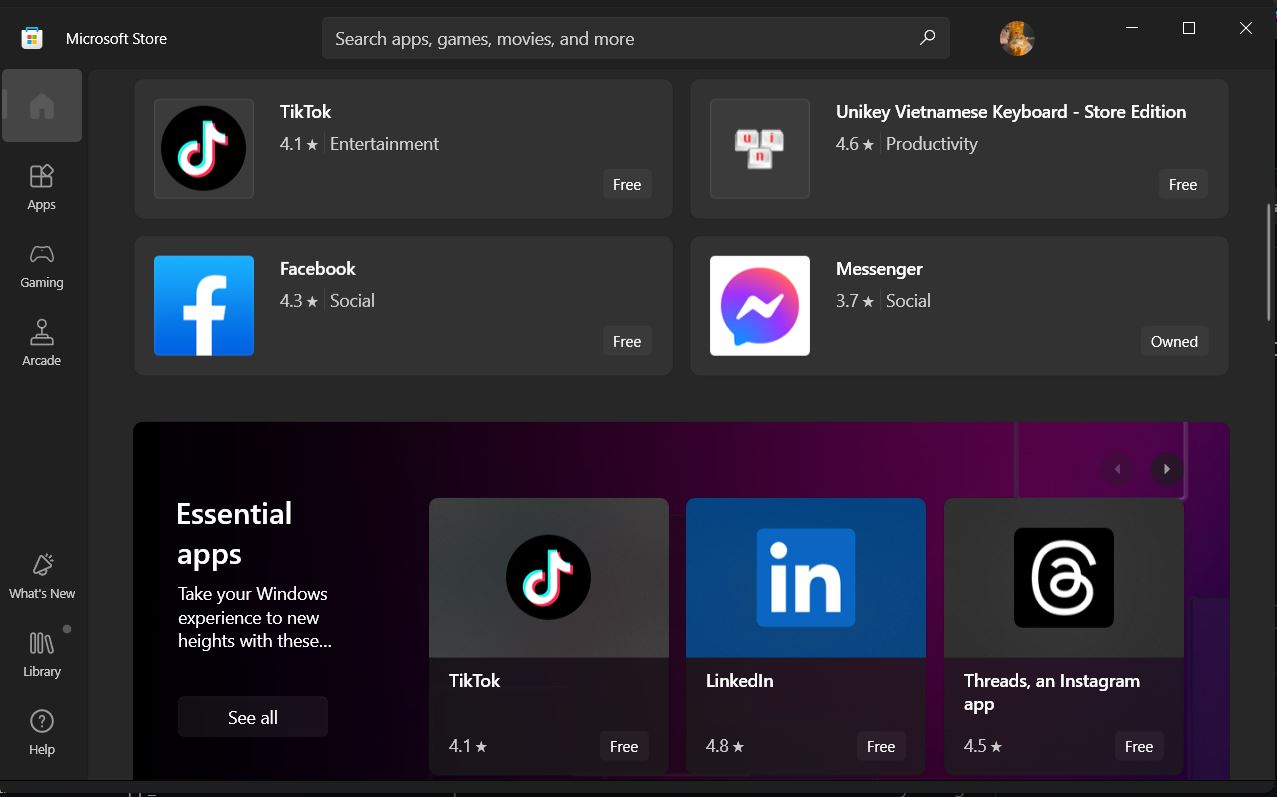 Microsoft Store
Search apps, games, movies, and more
Apps
Gaming
Arcade
What's New
Library
Help
TikTok
4.1 ★ Entertainment
Free
Unikey Vietnamese Keyboard - Store Edition
4.6 ★ Productivity
Free
u i
n
Facebook
4.3 ★ Social
Free
Messenger
3.7 ★ Social
Owned
Essential
apps
Take your Windows
experience to new
heights with these...
See all
TikTok
4.1 ★
Free
in
LinkedIn
4.8 ★
Free
Threads, an Instagram
app
4.5 ★
Free